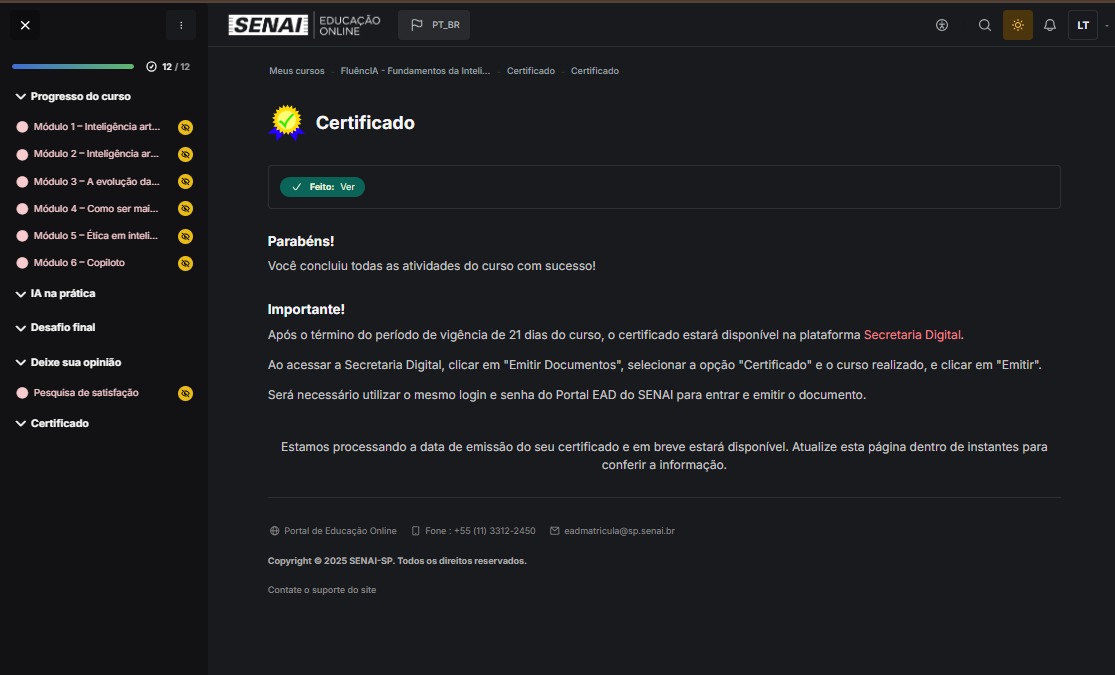 SENAI EDUCAÇÃO ONLINE
PT_BR
LT
12 / 12
Progresso do curso
Módulo 1 – Inteligência art...
Módulo 2 – Inteligência ar...
Módulo 3 – A evolução da...
Módulo 4 – Como ser mai...
Módulo 5 – Ética em inteli...
Módulo 6 – Copiloto
IA na prática
Desafio final
Deixe sua opinião
Pesquisa de satisfação
Certificado
Meus cursos
FluêncIA - Fundamentos da Inteli...
Certificado
Certificado
Certificado
Feito: Ver
Parabéns!
Você concluiu todas as atividades do curso com sucesso!
Importante!
Após o término do período de vigência de 21 dias do curso, o certificado estará disponível na plataforma Secretaria Digital.
Ao acessar a Secretaria Digital, clicar em "Emitir Documentos", selecionar a opção "Certificado" e o curso realizado, e clicar em "Emitir".
Será necessário utilizar o mesmo login e senha do Portal EAD do SENAI para entrar e emitir o documento.
Estamos processando a data de emissão do seu certificado e em breve estará disponível. Atualize esta página dentro de instantes para
conferir a informação.
Portal de Educação Online
Fone : +55 (11) 3312-2450
eadmatricula@sp.senai.br
Copyright © 2025 SENAI-SP. Todos os direitos reservados.
Contate o suporte do site